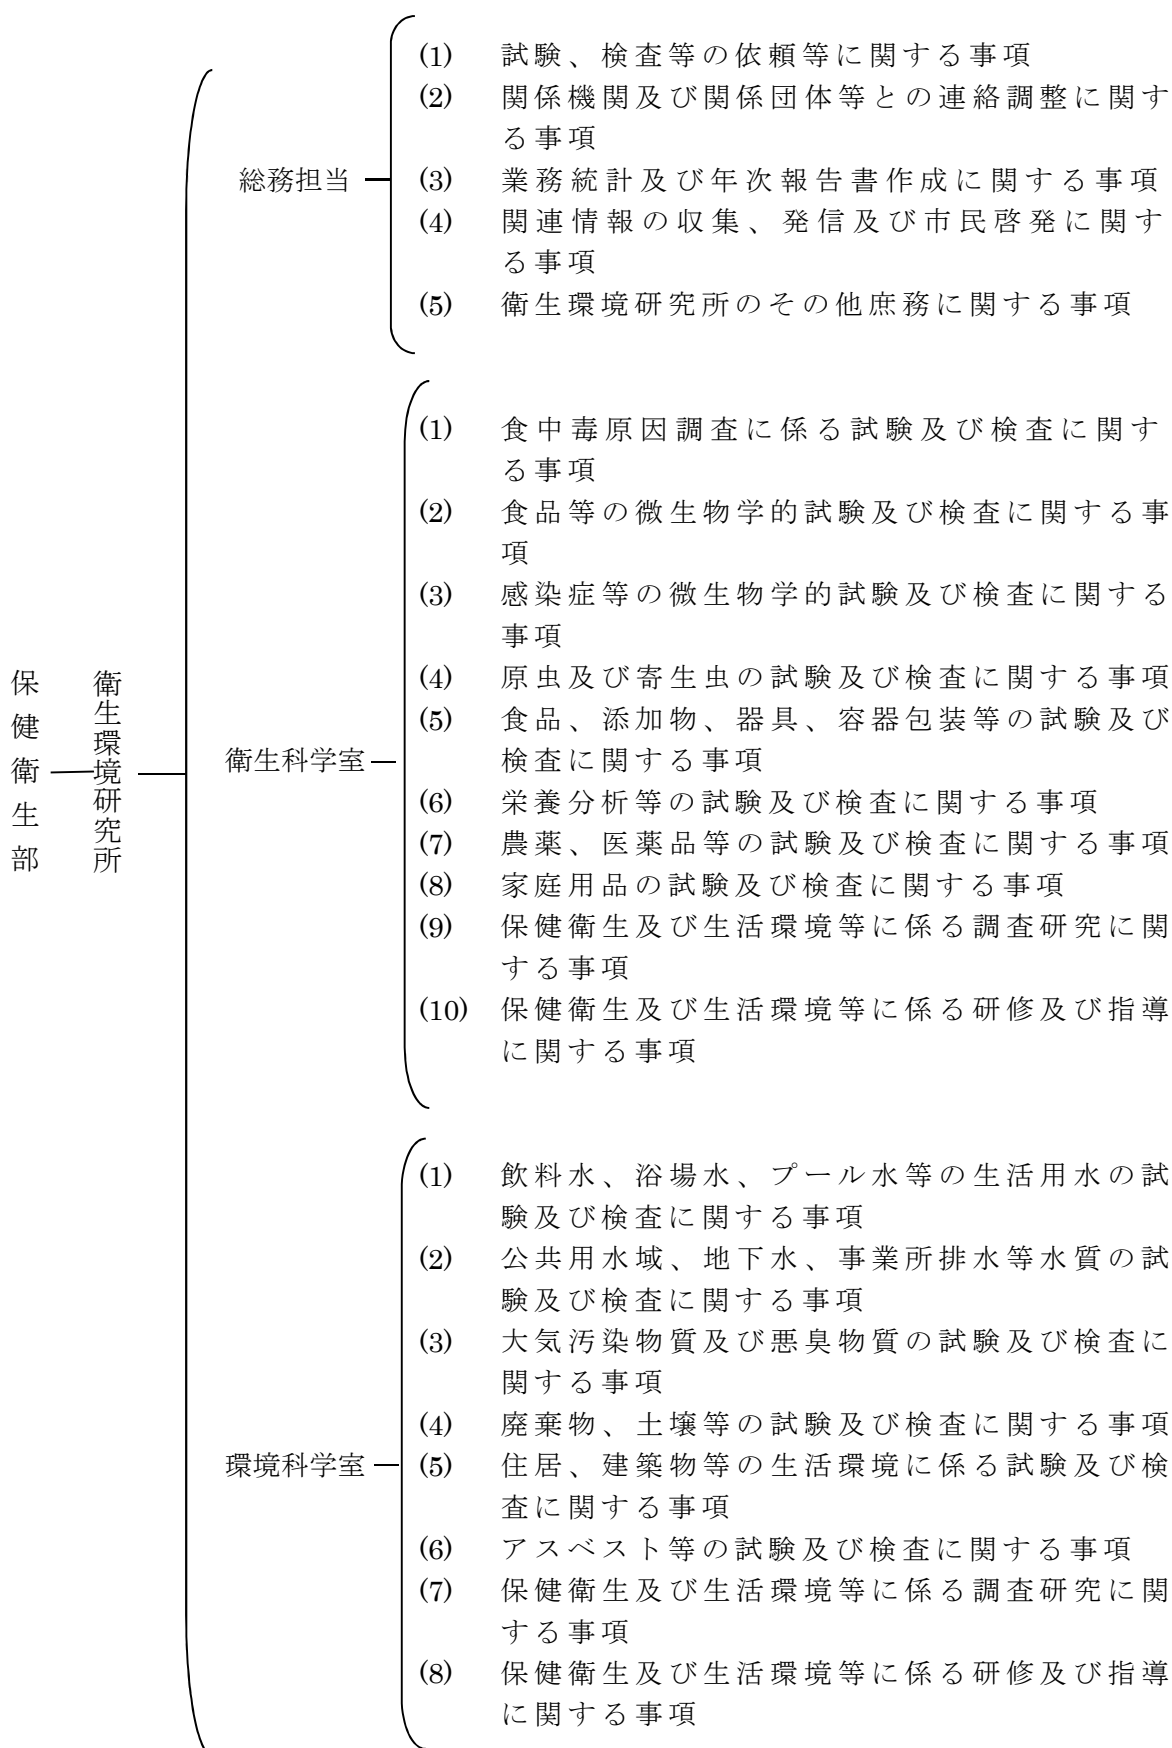 保健衛生部
衛生環境研究所
総務担当
(1) 試験、検査等の依頼等に関する事項
(2) 関係機関及び関係団体等との連絡調整に関す
る事項
(3) 業務統計及び年次報告書作成に関する事項
(4) 関連情報の収集、発信及び市民啓発に関す
る事項
(5) 衛生環境研究所のその他庶務に関する事項
衛生科学室
(1) 食中毒原因調査に係る試験及び検査に関す
る事項
(2) 食品等の微生物学的試験及び検査に関する事
項
(3) 感染症等の微生物学的試験及び検査に関する
事項
(4) 原虫及び寄生虫の試験及び検査に関する事項
(5) 食品、添加物、器具、容器包装等の試験及び
検査に関する事項
(6) 栄養分析等の試験及び検査に関する事項
(7) 農薬、医薬品等の試験及び検査に関する事項
(8) 家庭用品の試験及び検査に関する事項
(9) 保健衛生及び生活環境等に係る調査研究に関
する事項
(10) 保健衛生及び生活環境等に係る研修及び指導
に関する事項
環境科学室
(1) 飲料水、浴場水、プール水等の生活用水の試
験及び検査に関する事項
(2) 公共用水域、地下水、事業所排水等水質の試
験及び検査に関する事項
(3) 大気汚染物質及び悪臭物質の試験及び検査に
関する事項
(4) 廃棄物、土壌等の試験及び検査に関する事項
(5) 住居、建築物等の生活環境に係る試験及び検
査に関する事項
(6) アスベスト等の試験及び検査に関する事項
(7) 保健衛生及び生活環境等に係る調査研究に関
する事項
(8) 保健衛生及び生活環境等に係る研修及び指導
に関する事項